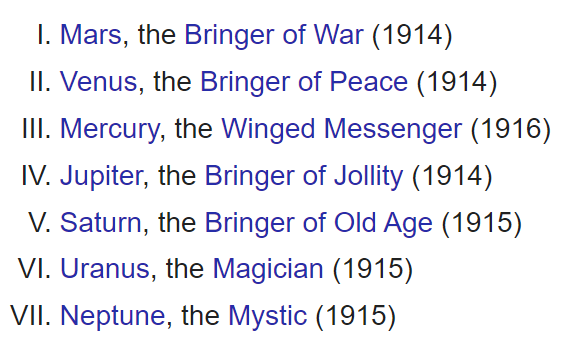 I. Mars, the Bringer of War (1914)
II. Venus, the Bringer of Peace (1914)
III. Mercury, the Winged Messenger (1916)
IV. Jupiter, the Bringer of Jollity (1914)
V. Saturn, the Bringer of Old Age (1915)
VI. Uranus, the Magician (1915)
VII. Neptune, the Mystic (1915)